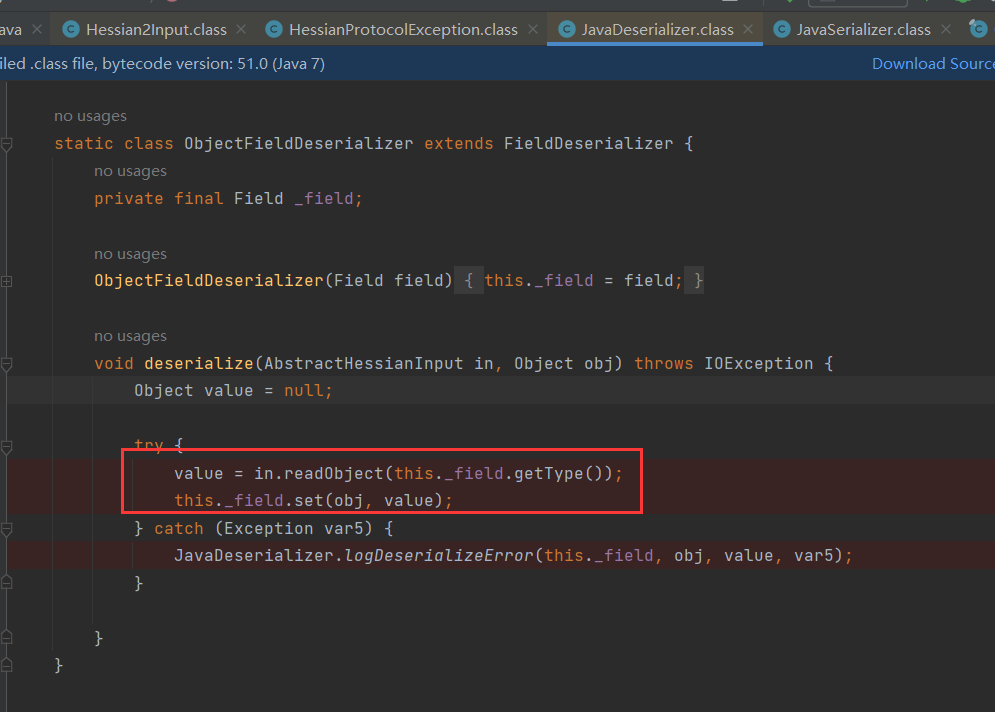 ava Hessian2Input.class HessianProtocolException.class JavaDeserializer.class JavaSerializer.class
iled .class file, bytecode version: 51.0 (Java 7) Download Source
no usages
static class ObjectFieldDeserializer extends FieldDeserializer {
no usages
private final Field _field;
no usages
ObjectFieldDeserializer(Field field) { this._field = field; }
no usages
void deserialize(AbstractHessianInput in, Object obj) throws IOException {
Object value = null;
try {
value = in.readObject(this._field.getType());
this._field.set(obj, value);
} catch (Exception var5) {
JavaDeserializer.logDeserializeError(this._field, obj, value, var5);
}
}
}